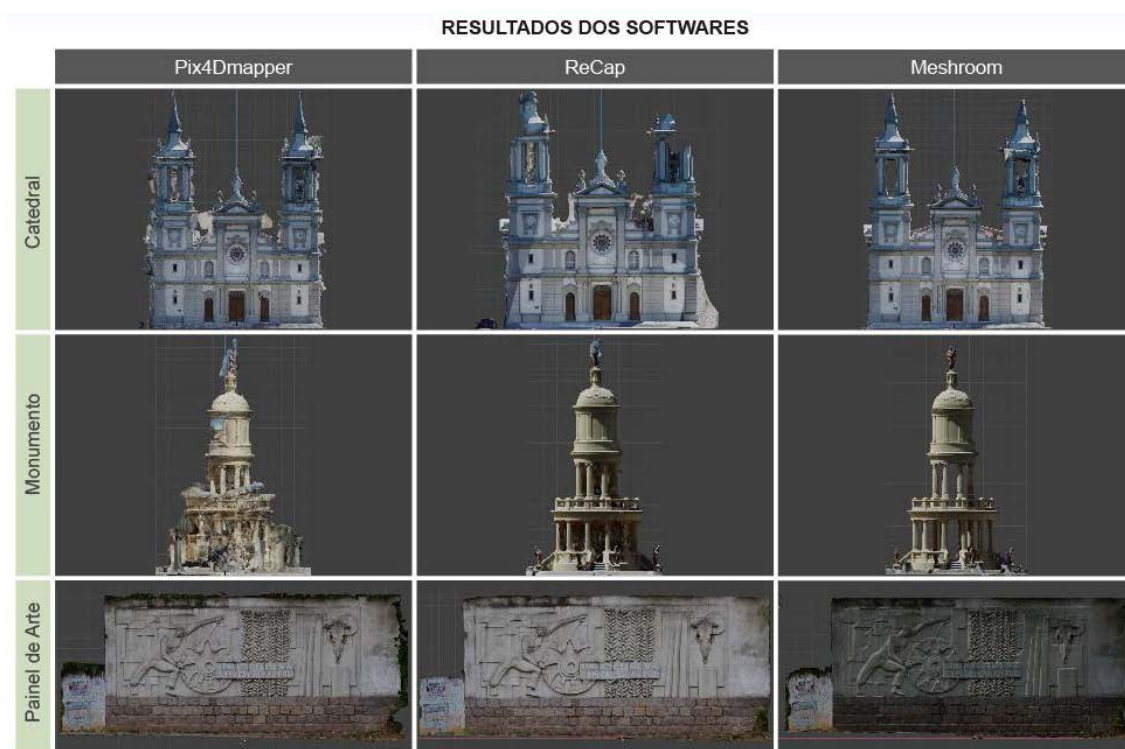 RESULTADOS DOS SOFTWARES
Pix4Dmapper
ReCap
Meshroom
Catedral
Monumento
Painel de Arte